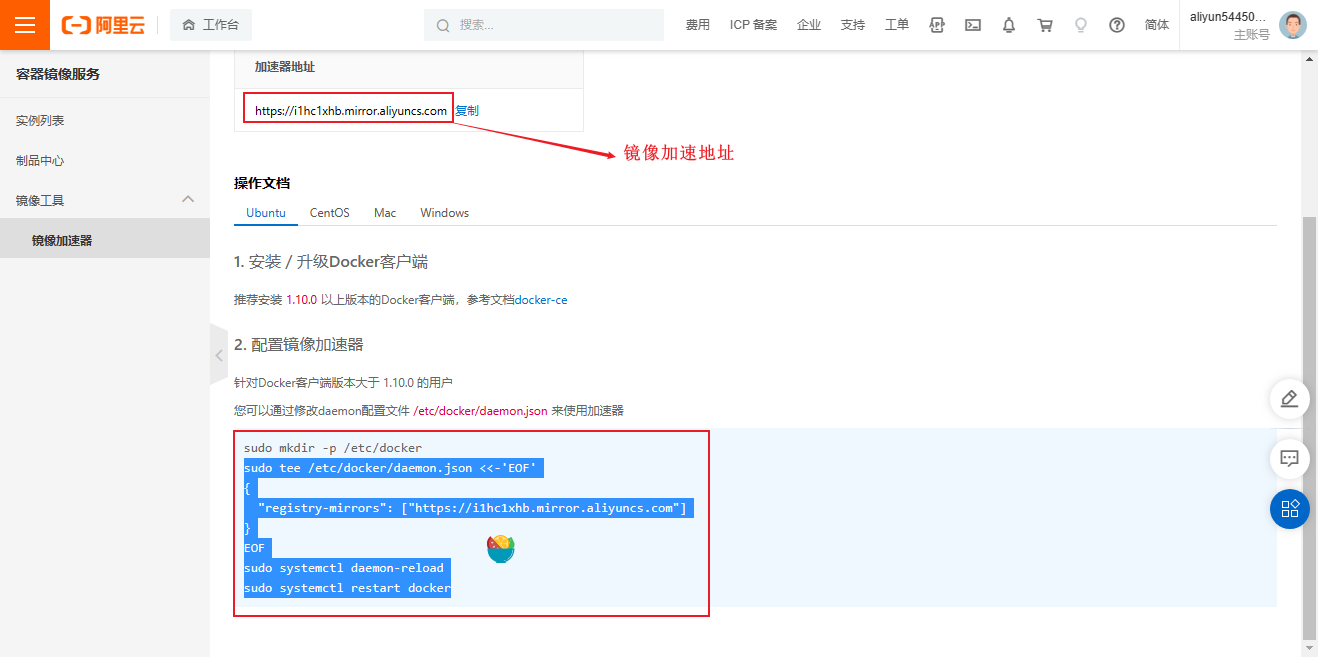 阿里云
工作台
搜索...
费用
ICP 备案
企业
支持
工单
简体
aliyun54450...
主账号
容器镜像服务
实例列表
制品中心
镜像工具
镜像加速器
加速器地址
https://i1hc1xhb.mirror.aliyuncs.com 复制
镜像加速地址
操作文档
Ubuntu CentOS Mac Windows
1. 安装 / 升级Docker客户端
推荐安装 1.10.0 以上版本的Docker客户端，参考文档docker-ce
2. 配置镜像加速器
针对Docker客户端版本大于 1.10.0 的用户
您可以通过修改daemon配置文件 /etc/docker/daemon.json 来使用加速器
sudo mkdir -p /etc/docker
sudo tee /etc/docker/daemon.json <<-'EOF'
{
  "registry-mirrors": ["https://i1hc1xhb.mirror.aliyuncs.com"]
}
EOF
sudo systemctl daemon-reload
sudo systemctl restart docker